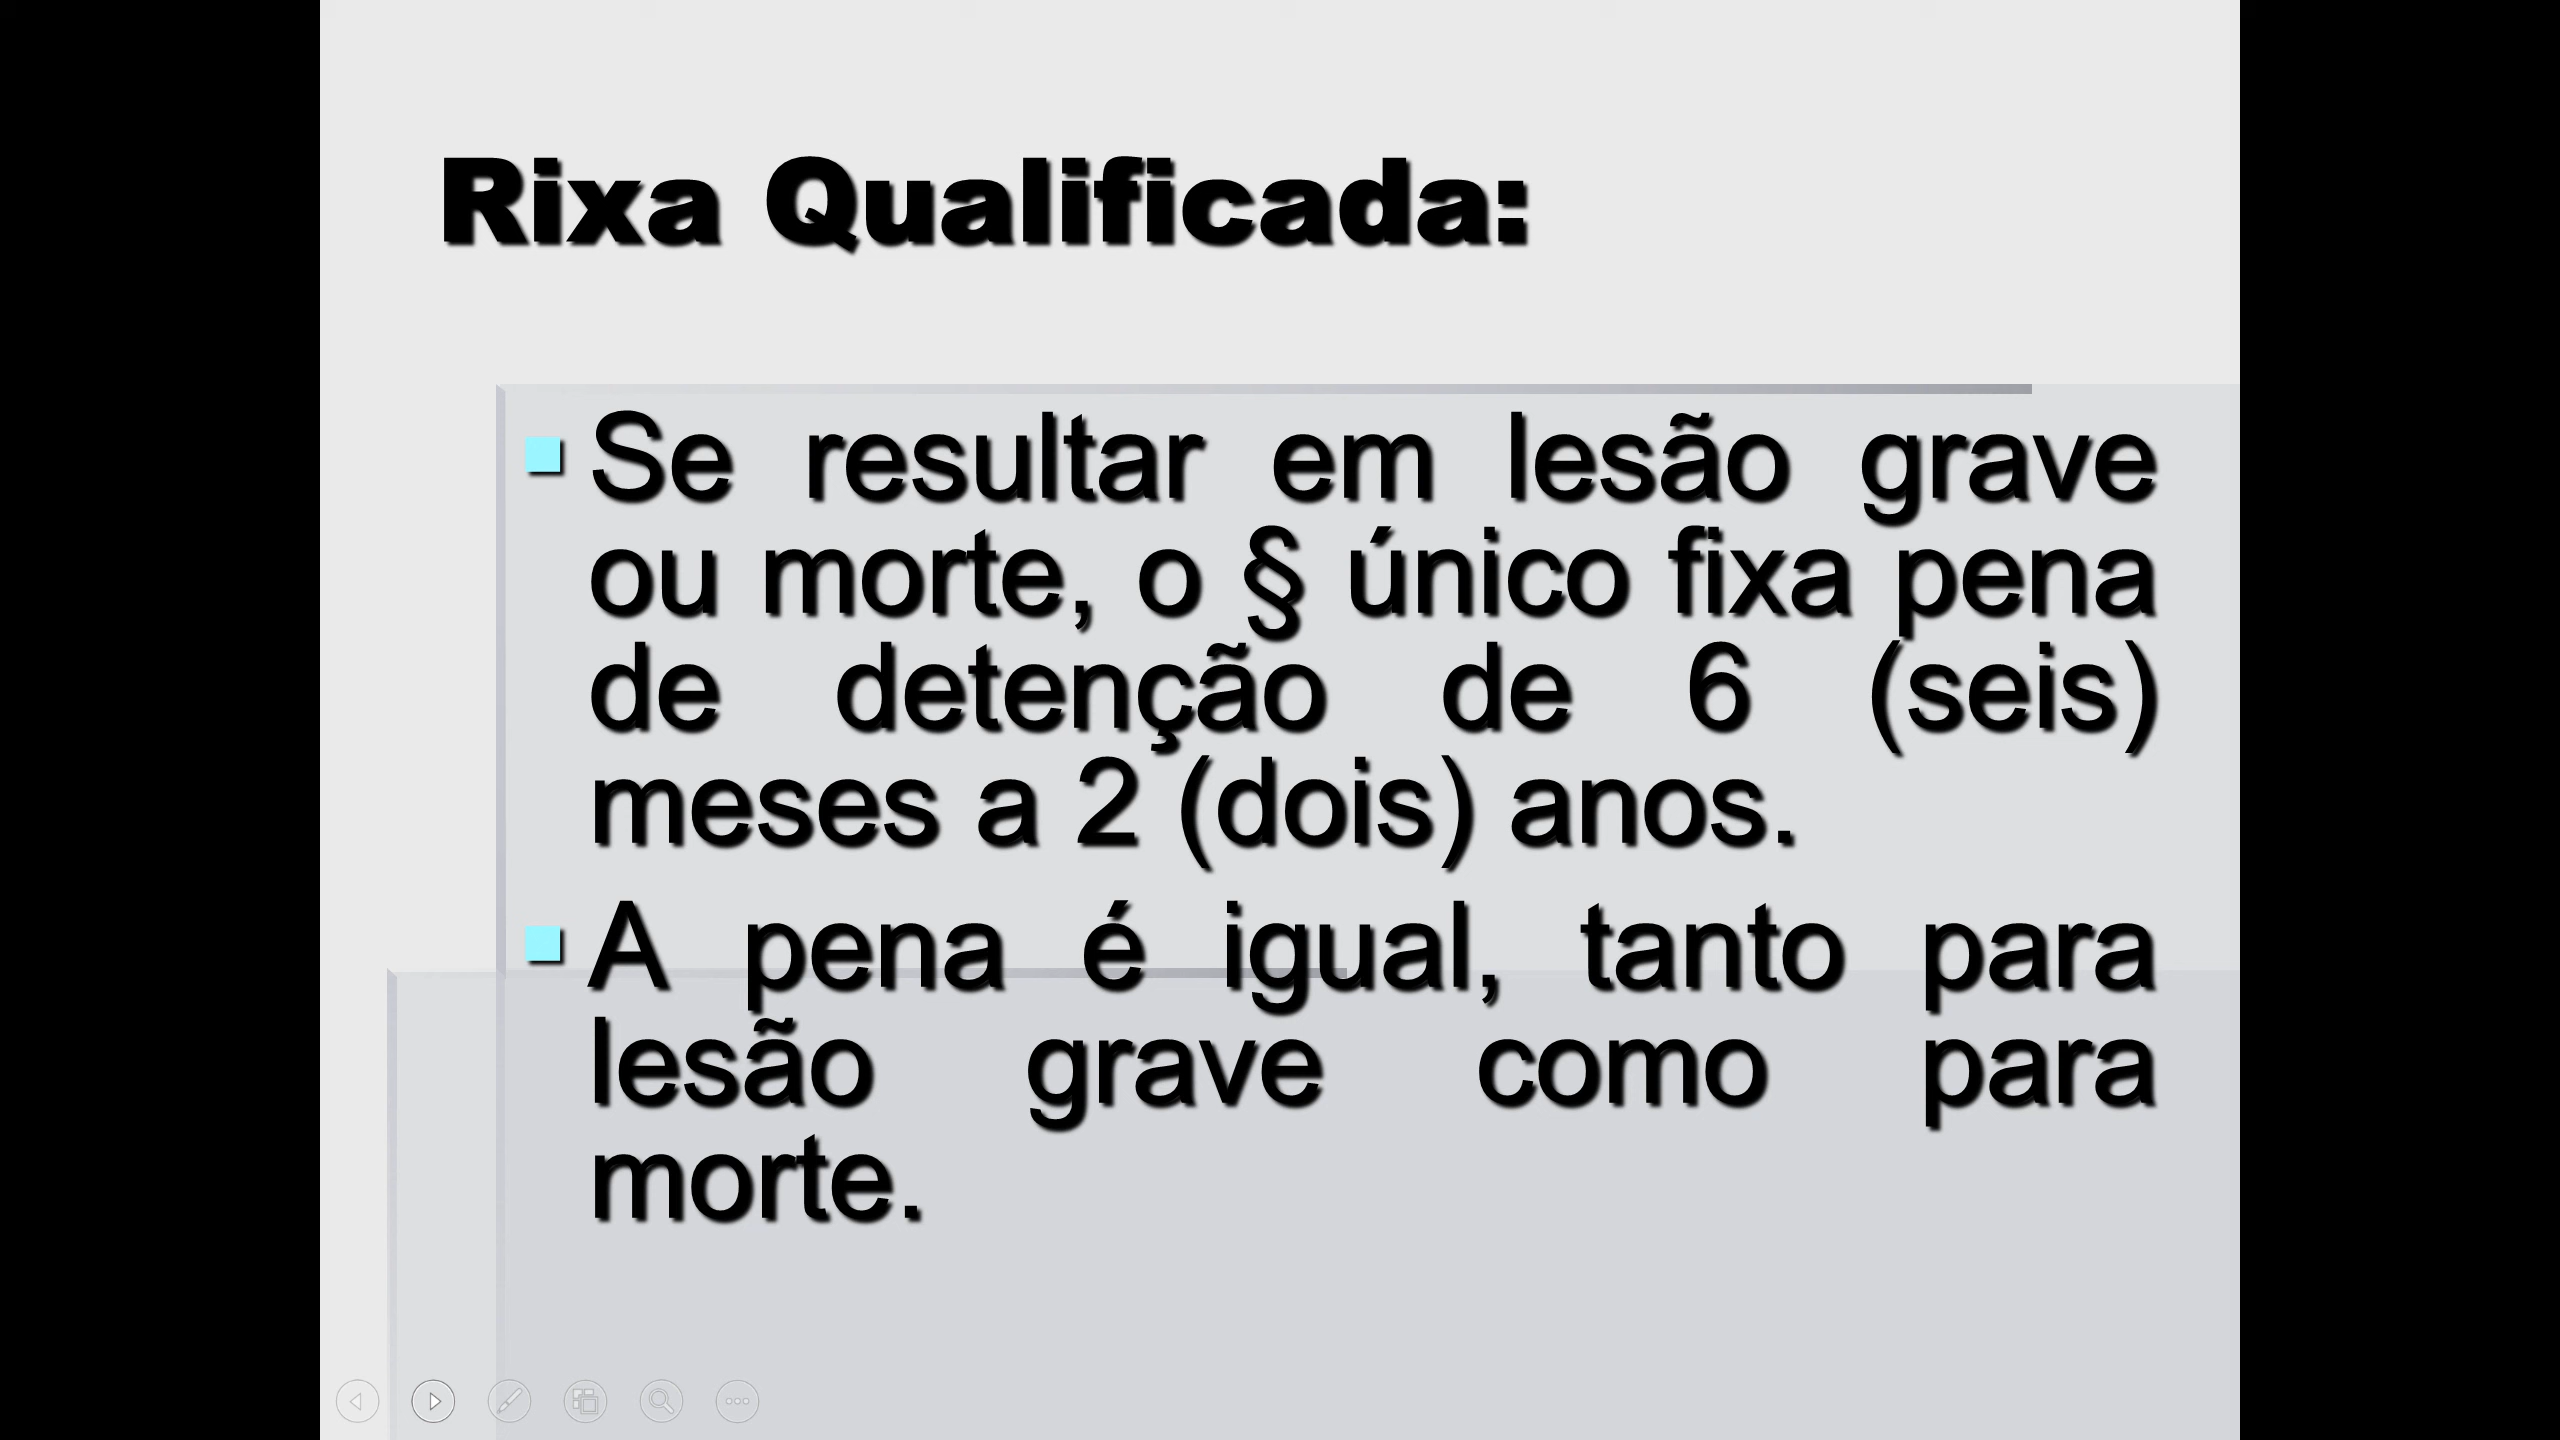 Rixa Qualificada:
Se resultar em lesão grave
ou morte, o § único fixa pena
de detenção de 6 (seis)
meses a 2 (dois) anos.
A pena é igual, tanto para
lesão grave como para
morte.